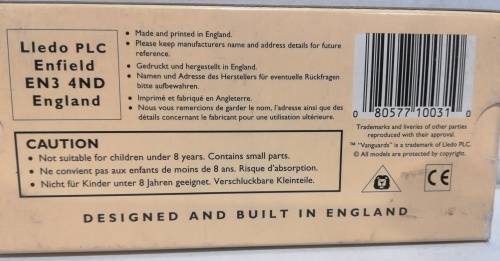 Lledo PLC
Enfield
EN3 4ND
England
• Made and printed in England.
• Please keep manufacturers name and address details for future
reference.
• Gedruckt und hergestellt in England.
• Namen und Adresse des Herstellers für eventuelle Rückfragen
bitte aufbewahren.
• Imprimé et fabriqué en Angleterre.
• Nous vous remercions de garder le nom, l'adresse ainsi que des
détails concernant le fabricant pour une utilisation ultérieure.
0 80577 10031 0
Trademarks and liveries of other parties
reproduced with their consent.
™ "Vanguards" is a trademark of Lledo PLC.
© All models are protected by copyright.
CAUTION
• Not suitable for children under 8 years. Contains small parts.
• Ne convient pas aux enfants de moins de 8 ans. Risque d'absorption.
• Nicht für Kinder unter 8 Jahren geeignet. Verschluckbare Kleinteile.
CE
DESIGNED AND BUILT IN ENGLAND